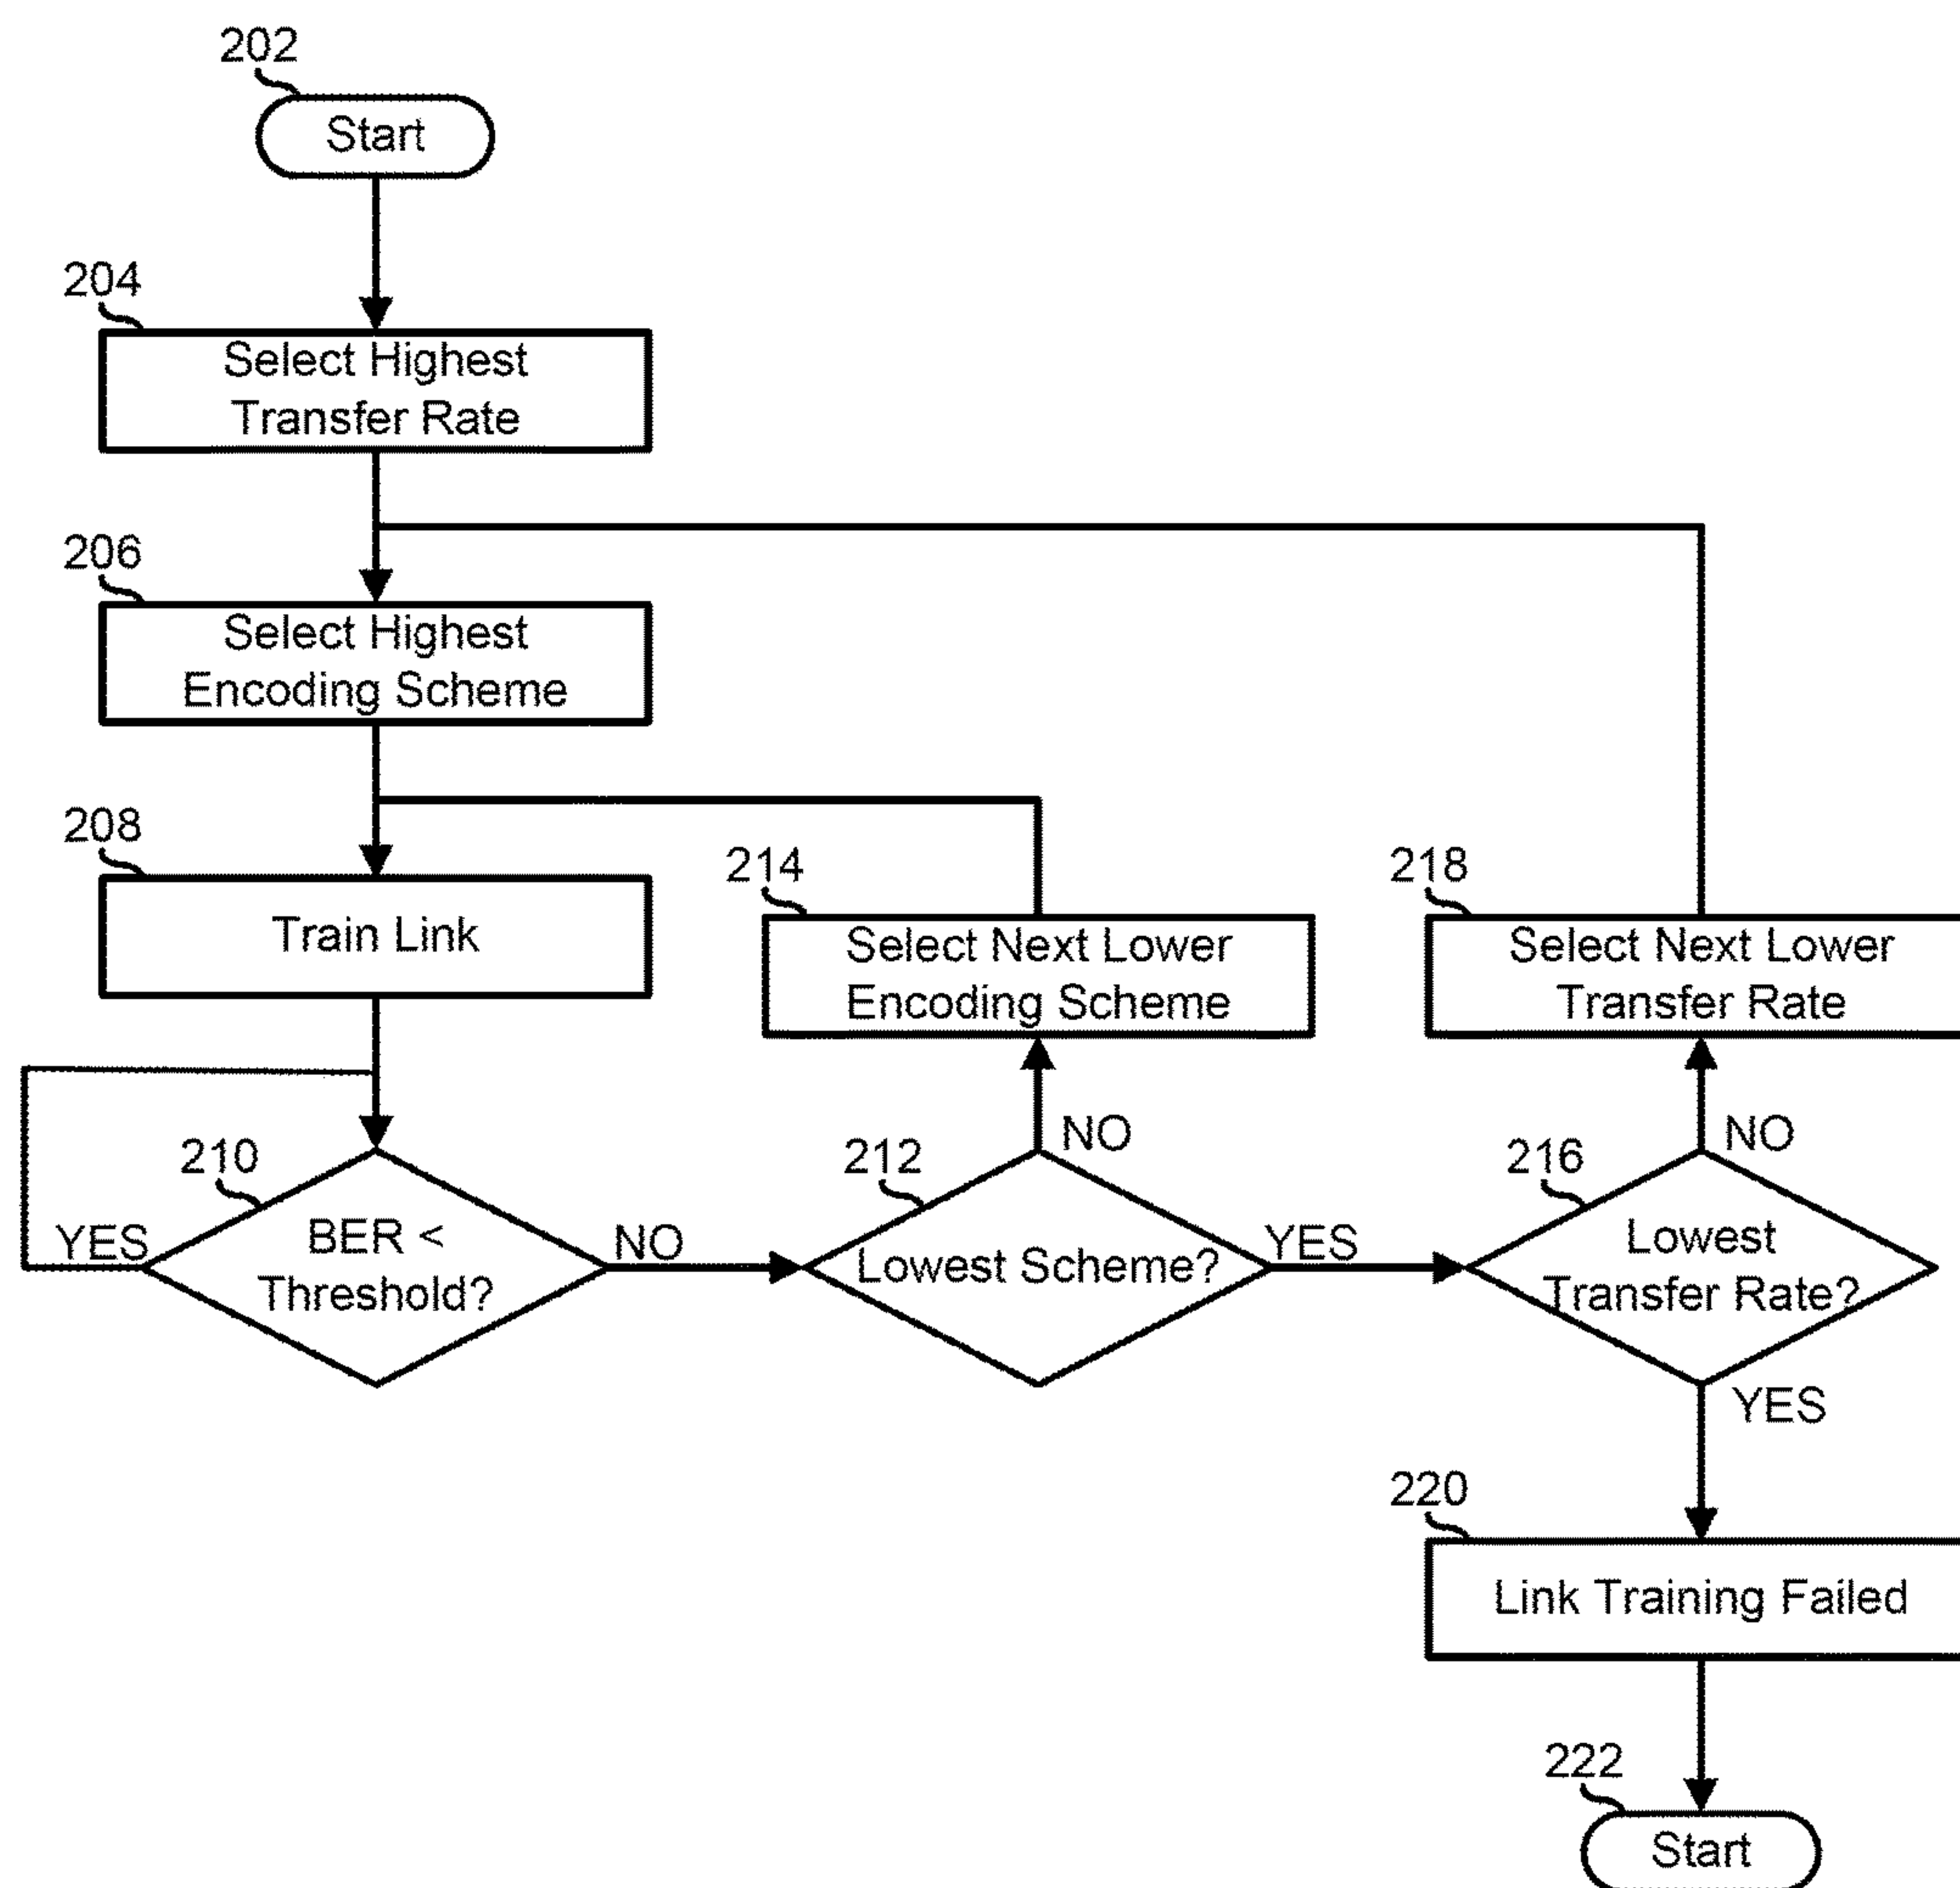 202
Start
204
Select Highest
Transfer Rate
206
Select Highest
Encoding Scheme
208
Train Link
214
Select Next Lower
Encoding Scheme
218
Select Next Lower
Transfer Rate
210
BER <
Threshold?
YES
NO
212
Lowest Scheme?
NO
YES
216
Lowest
Transfer Rate?
NO
YES
220
Link Training Failed
222
Start